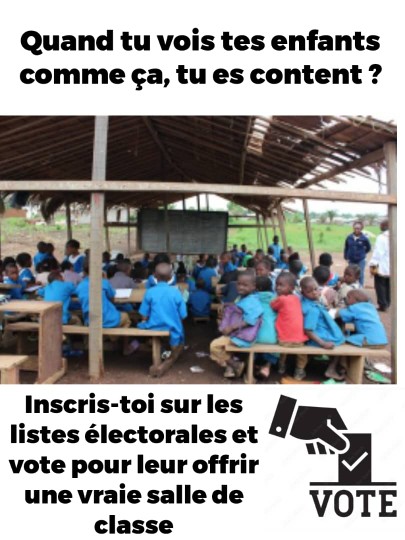 Quand tu vois tes enfants
comme ça, tu es content ?
Inscris-toi sur les
listes électorales et
vote pour leur offrir
une vraie salle de
classe
VOTE